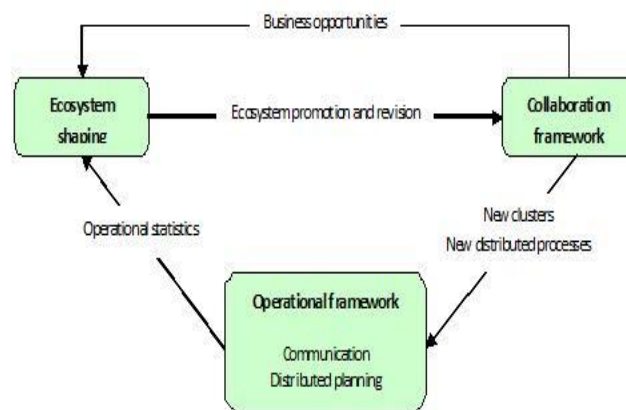 Business opportunities
Ecosystem
shaping
Ecosystem promotion and revision
Collaboration
framework
Operational statistics
New clusters
New distributed processes
Operational framework
Communication
Distributed planning